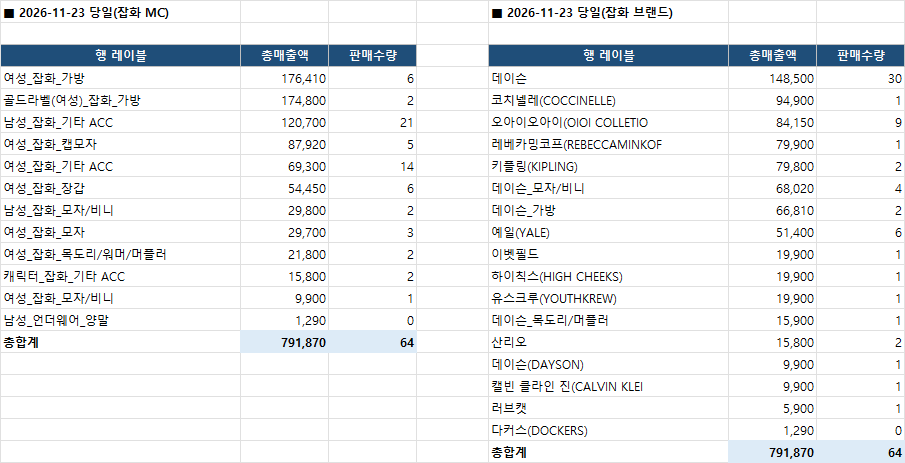 ■ 2026-11-23 당일(잡화 MC)
행 레이블 총매출액 판매수량
여성_잡화_가방 176,410 6
골드라벨(여성)_잡화_가방 174,800 2
남성_잡화_기타 ACC 120,700 21
여성_잡화_캡모자 87,920 5
여성_잡화_기타 ACC 69,300 14
여성_잡화_장갑 54,450 6
남성_잡화_모자/비니 29,800 2
여성_잡화_모자 29,700 3
여성_잡화_목도리/워머/머플러 21,800 2
캐릭터_잡화_기타 ACC 15,800 2
여성_잡화_모자/비니 9,900 1
남성_언더웨어_양말 1,290 0
총합계 791,870 64
■ 2026-11-23 당일(잡화 브랜드)
행 레이블 총매출액 판매수량
데이슨 148,500 30
코치넬레(COCCINELLE) 94,900 1
오아이오아이(OIOI COLLETIO 84,150 9
레베카밍코프(REBECCAMINKOF 79,900 1
키플링(KIPLING) 79,800 2
데이슨_모자/비니 68,020 4
데이슨_가방 66,810 2
예일(YALE) 51,400 6
이벳필드 19,900 1
하이칙스(HIGH CHEEKS) 19,900 1
유스크루(YOUTHKREW) 19,900 1
데이슨_목도리/머플러 15,900 1
산리오 15,800 2
데이슨(DAYSON) 9,900 1
캘빈 클라인 진(CALVIN KLEI 9,900 1
러브캣 5,900 1
다커스(DOCKERS) 1,290 0
총합계 791,870 64